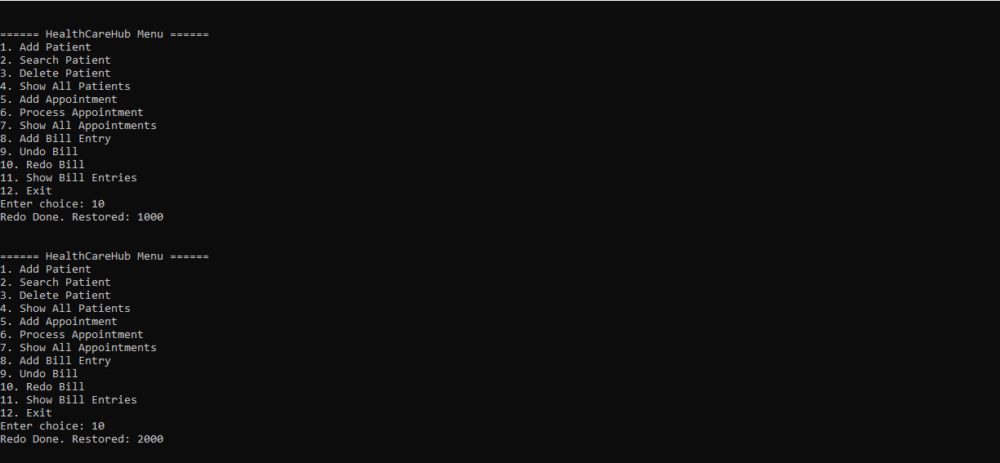 ====== HealthCareHub Menu ======
1. Add Patient
2. Search Patient
3. Delete Patient
4. Show All Patients
5. Add Appointment
6. Process Appointment
7. Show All Appointments
8. Add Bill Entry
9. Undo Bill
10. Redo Bill
11. Show Bill Entries
12. Exit
Enter choice: 10
Redo Done. Restored: 1000
====== HealthCareHub Menu ======
1. Add Patient
2. Search Patient
3. Delete Patient
4. Show All Patients
5. Add Appointment
6. Process Appointment
7. Show All Appointments
8. Add Bill Entry
9. Undo Bill
10. Redo Bill
11. Show Bill Entries
12. Exit
Enter choice: 10
Redo Done. Restored: 2000